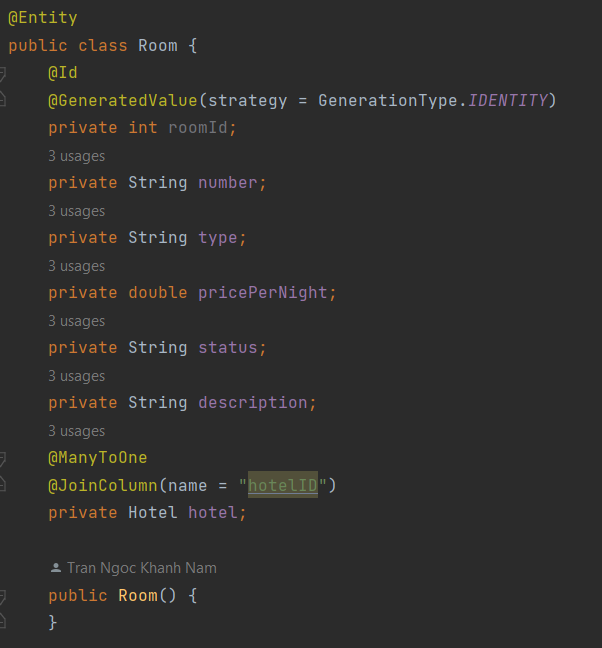 @Entity
public class Room {
@Id
@GeneratedValue(strategy = GenerationType.IDENTITY)
private int roomId;
3 usages
private String number;
3 usages
private String type;
3 usages
private double pricePerNight;
3 usages
private String status;
3 usages
private String description;
3 usages
@ManyToOne
@JoinColumn(name = "hotelID")
private Hotel hotel;
Tran Ngoc Khanh Nam
public Room() {
}